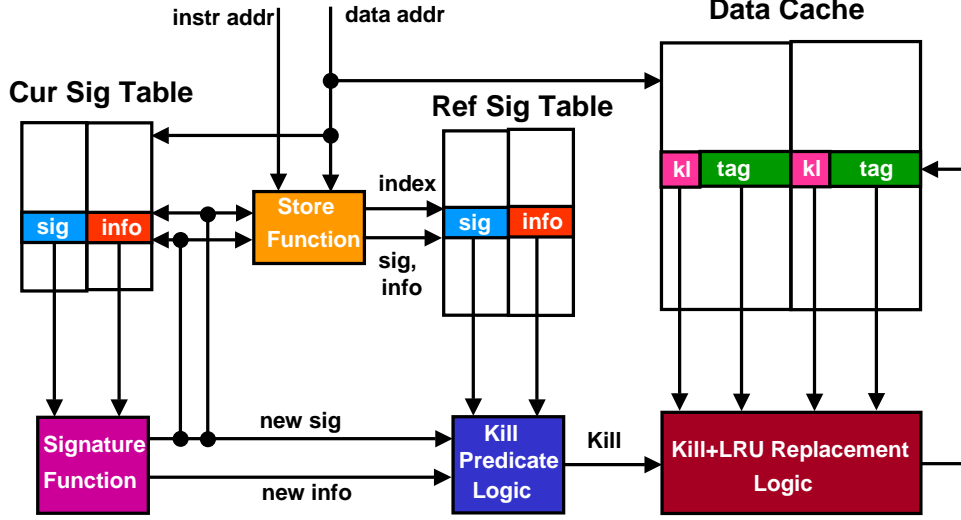 instr addr
data addr
Data Cache
Cur Sig Table
Ref Sig Table
kl
tag
kl
tag
index
Store
Function
sig
info
sig
info
sig,
info
new sig
Signature
Function
new info
Kill
Predicate
Logic
Kill
Kill+LRU Replacement
Logic